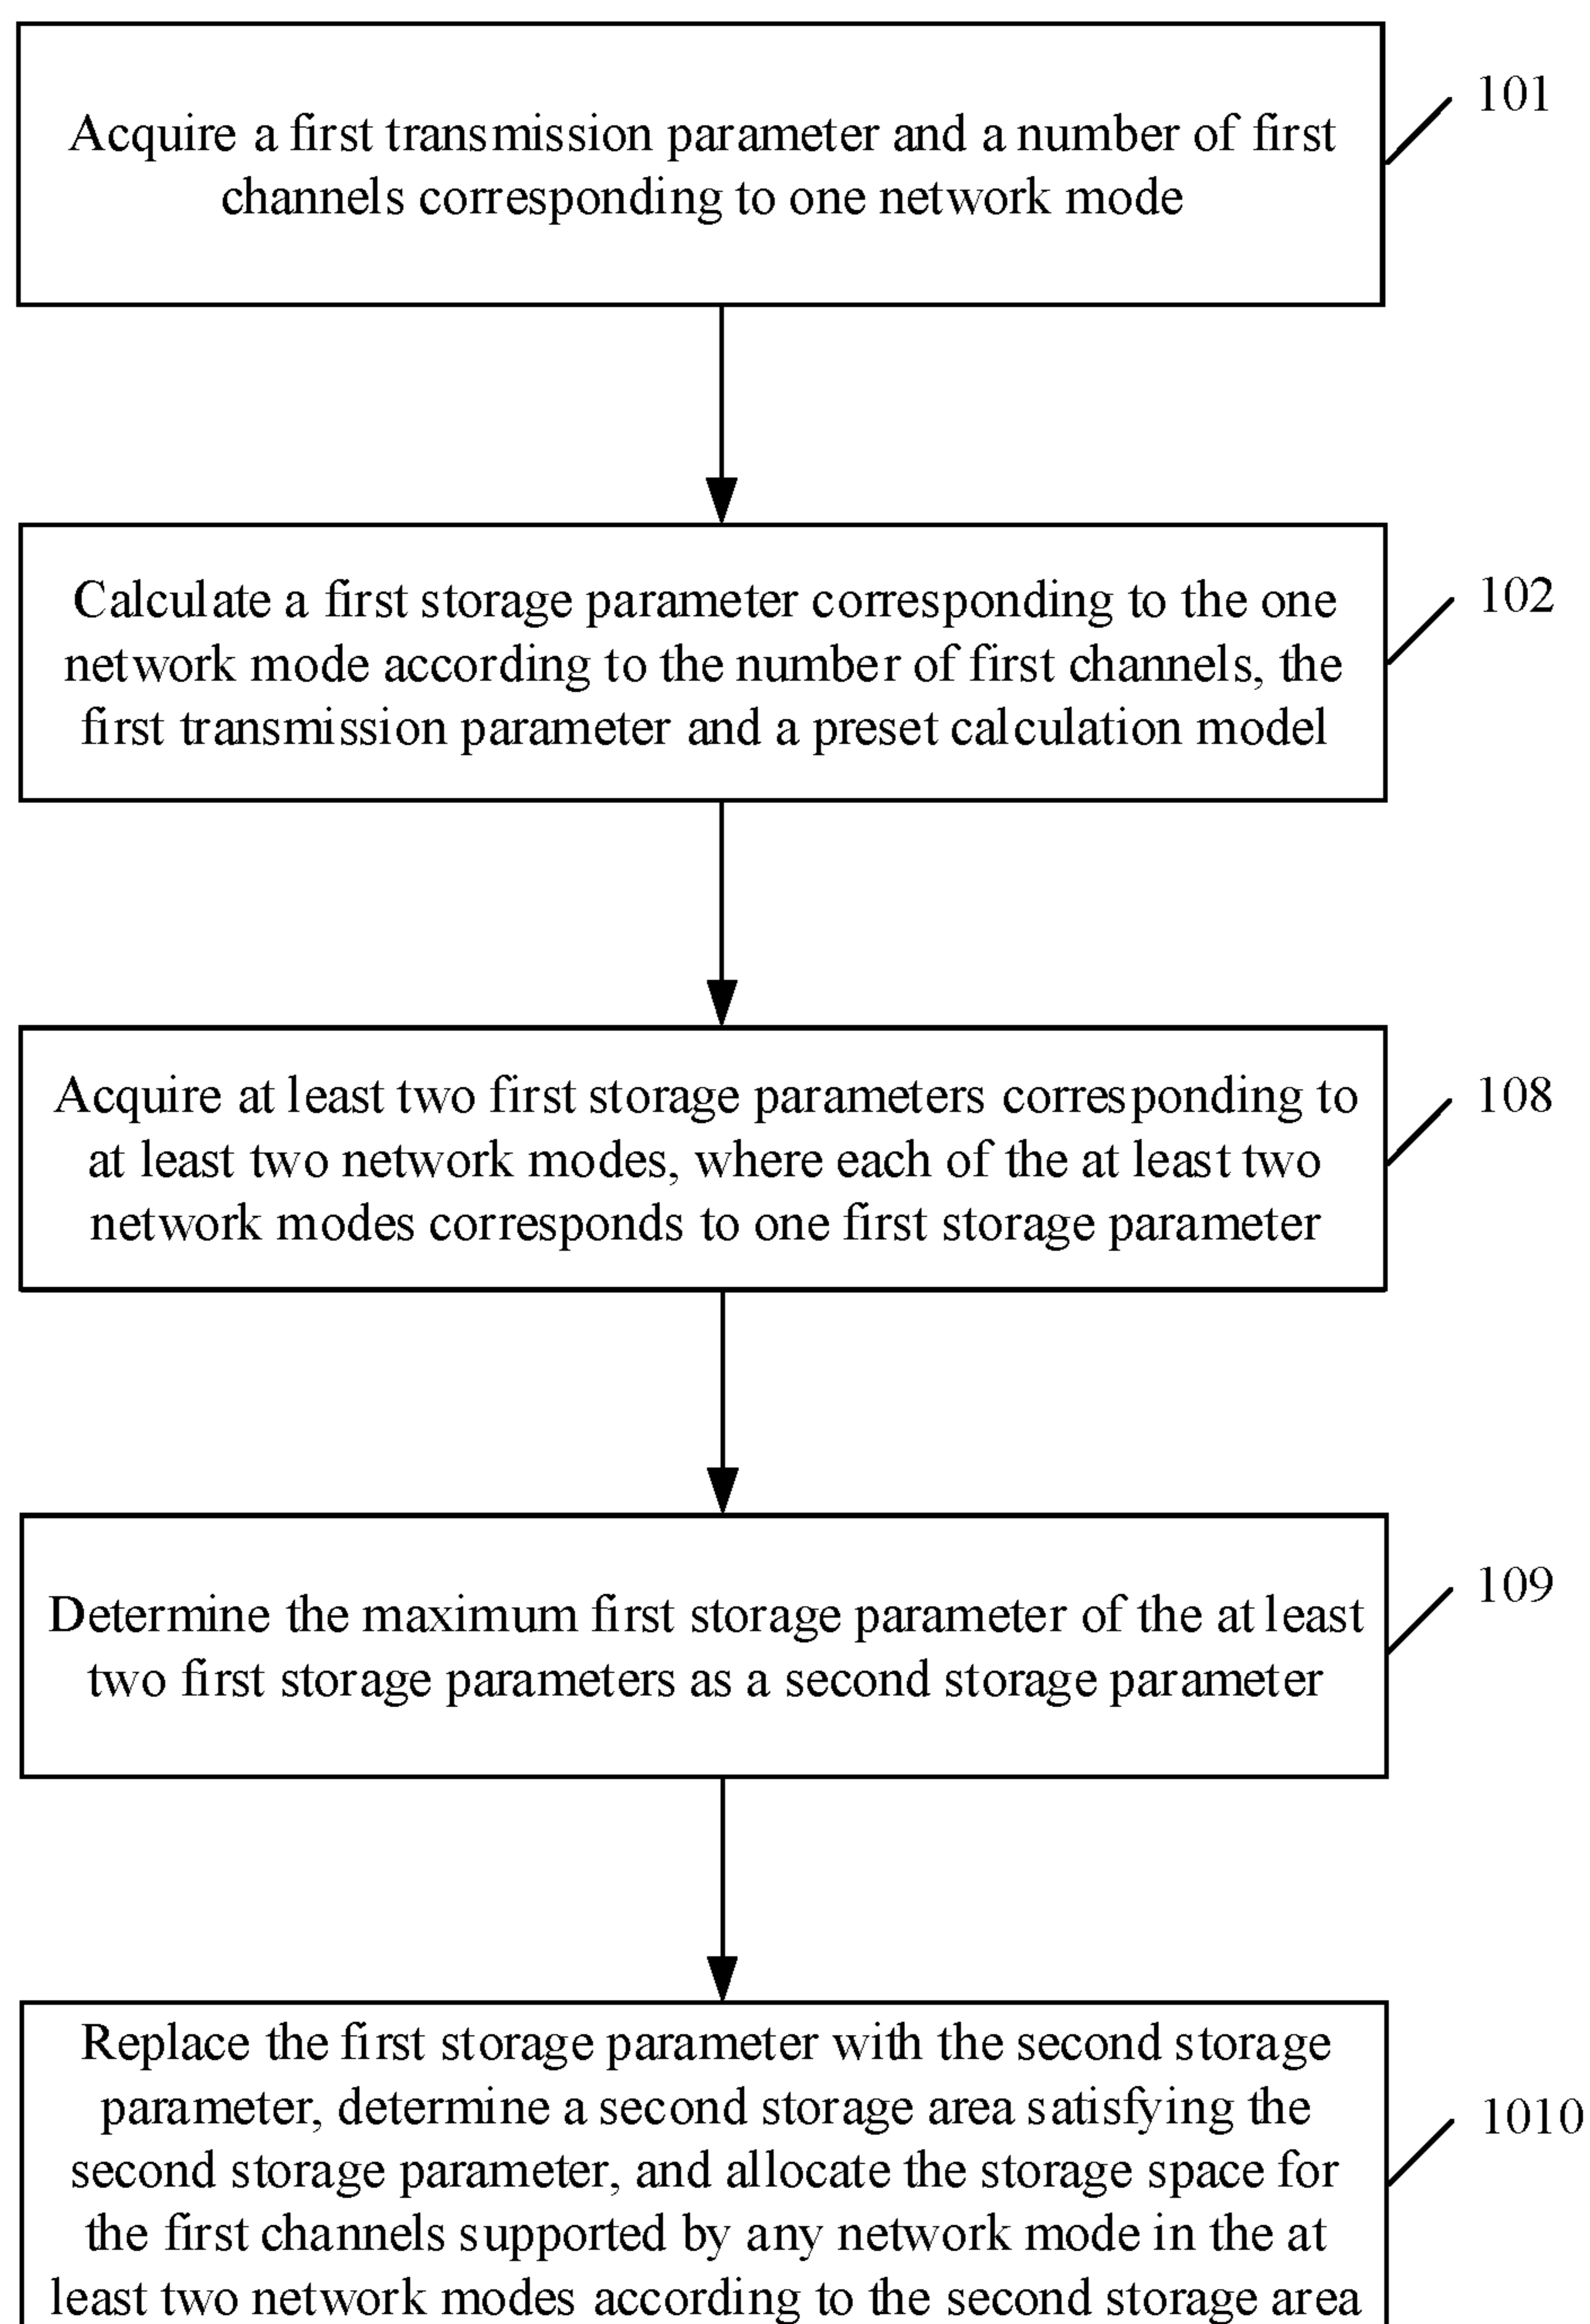 Acquire a first transmission parameter and a number of first
channels corresponding to one network mode
101
Calculate a first storage parameter corresponding to the one
network mode according to the number of first channels, the
first transmission parameter and a preset calculation model
102
Acquire at least two first storage parameters corresponding to
at least two network modes, where each of the at least two
network modes corresponds to one first storage parameter
108
Determine the maximum first storage parameter of the at least
two first storage parameters as a second storage parameter
109
Replace the first storage parameter with the second storage
parameter, determine a second storage area satisfying the
second storage parameter, and allocate the storage space for
the first channels supported by any network mode in the at
least two network modes according to the second storage area
1010